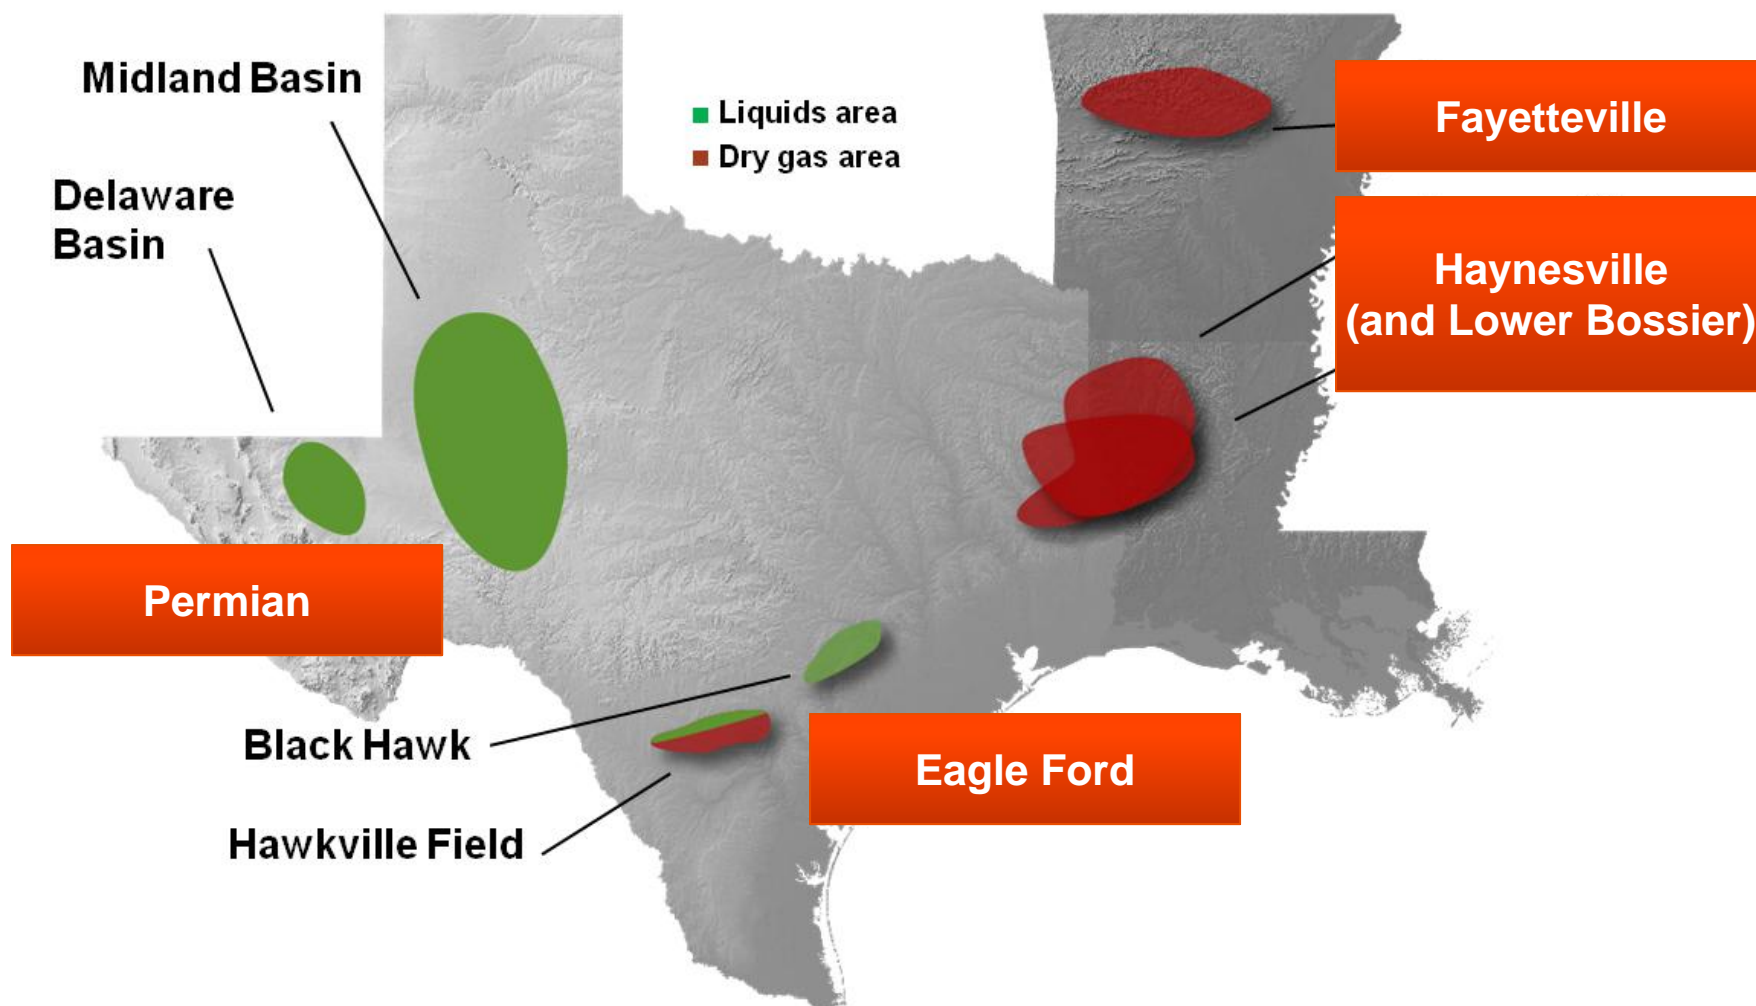 Midland Basin
Delaware
Basin
Liquids area
Dry gas area
Fayetteville
Haynesville
(and Lower Bossier)
Permian
Black Hawk
Eagle Ford
Hawkville Field